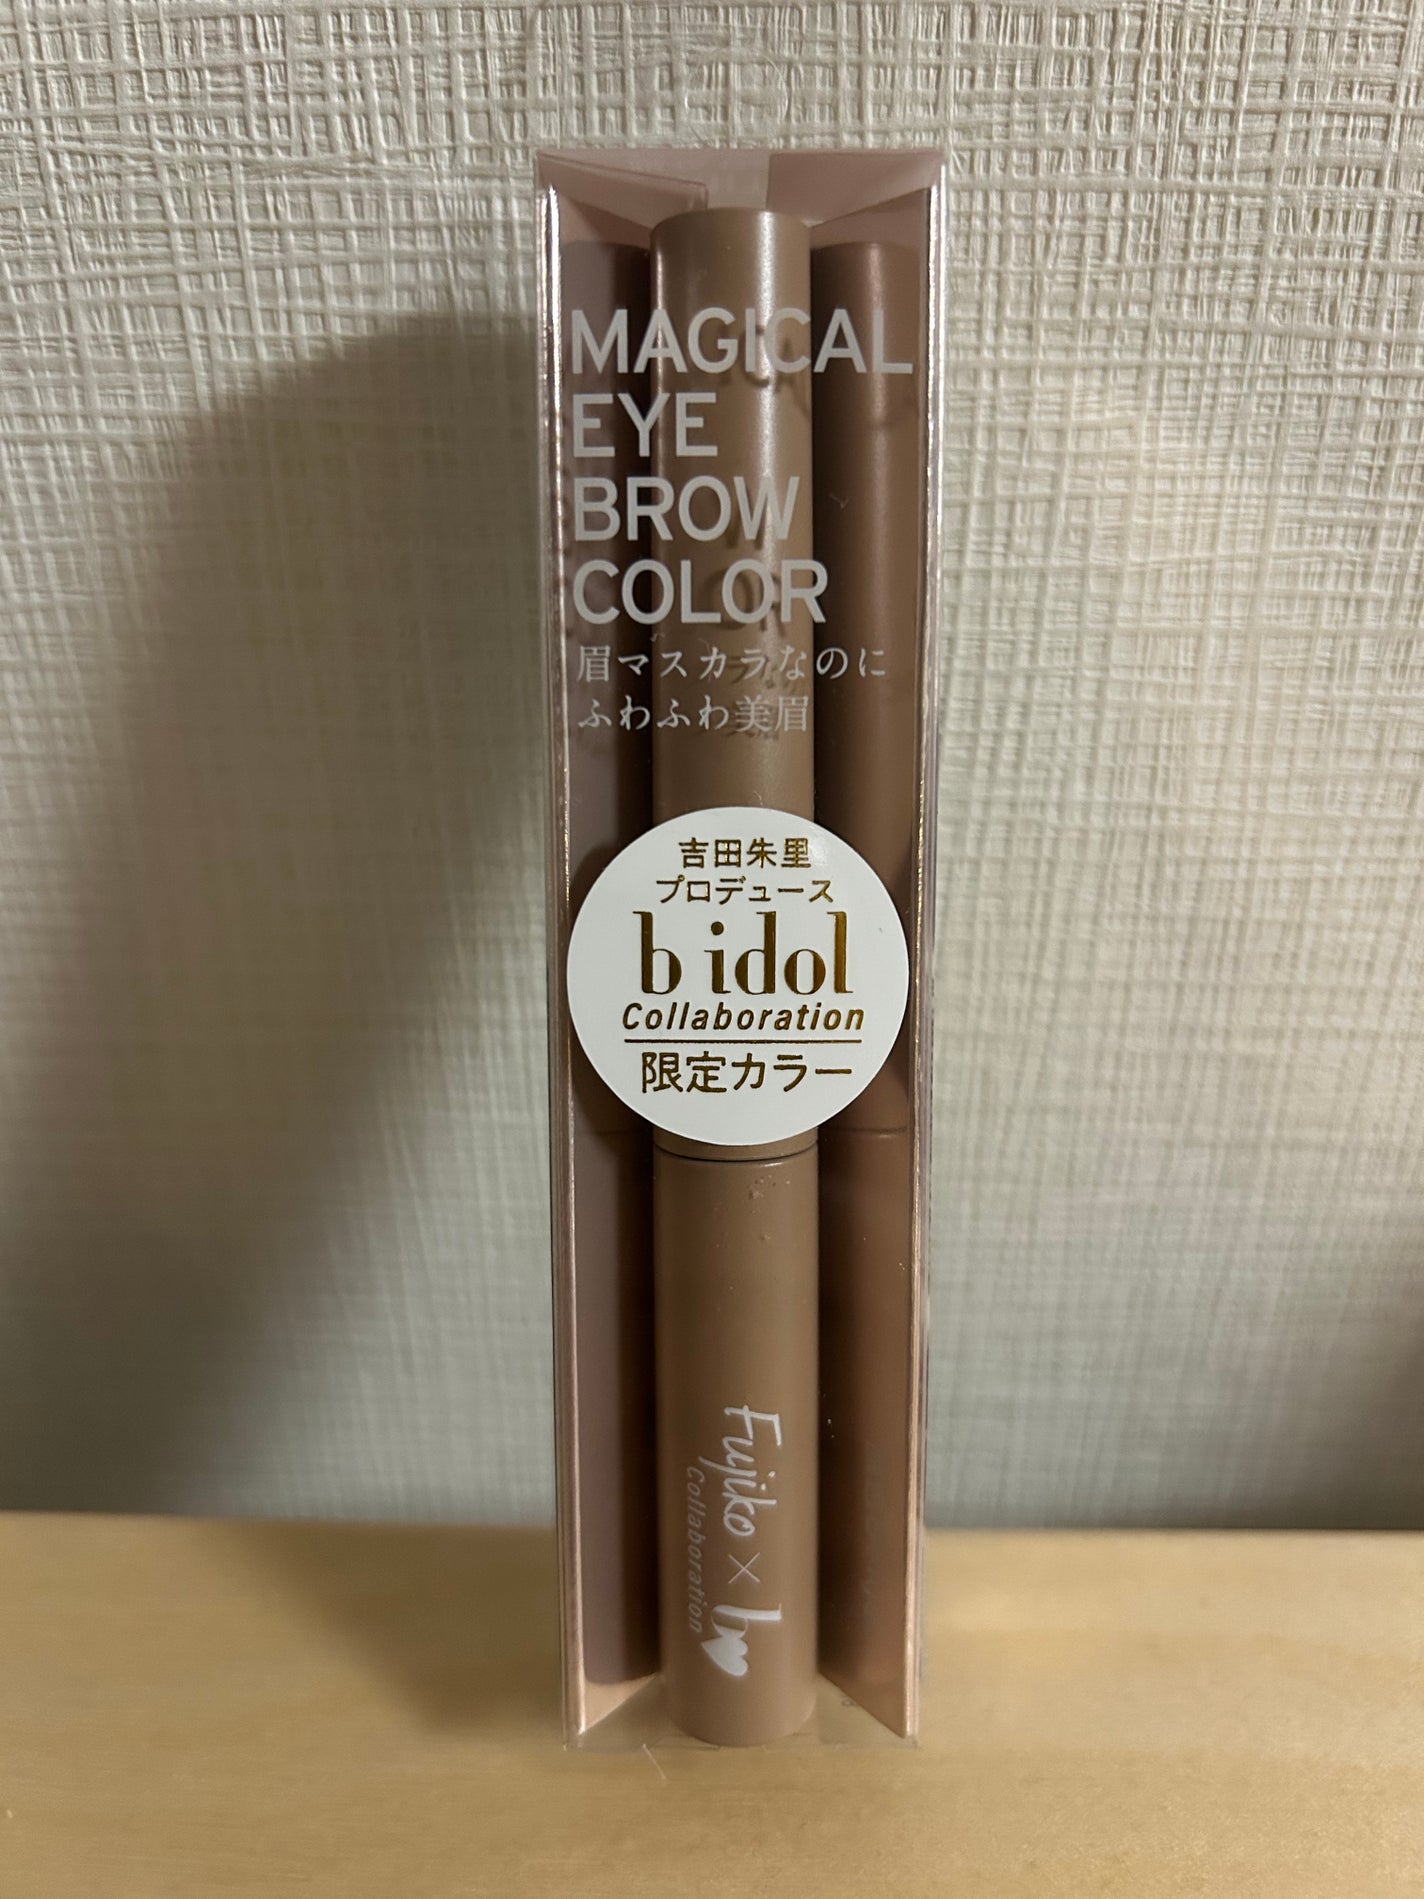 MAGICAL
EYE
BROW
COLOR
眉マスカラなのに
ふわふわ美眉
吉田朱里
プロデュース
b idol
Collaboration
限定カラー
Fujiko × b
Collaboration